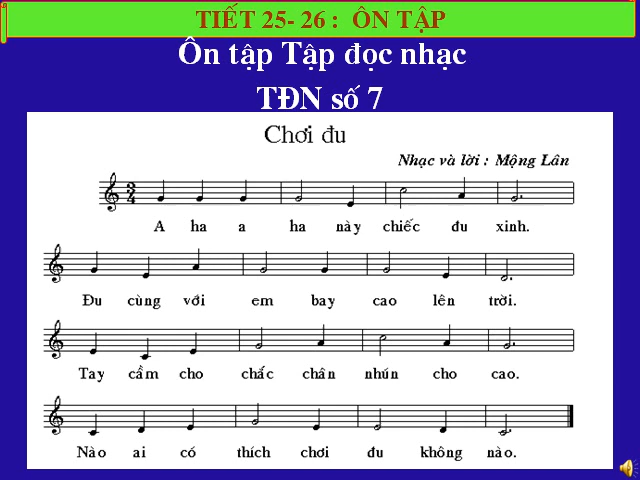 TIẾT 25- 26 : ÔN TẬP
Ôn tập Tập đọc nhạc
TĐN số 7
Chơi đu
Nhạc và lời : Mộng Lân
3
4
A ha a ha này chiếc đu xinh.
Đu cùng với em bay cao lên trời.
Tay cầm cho chắc chân nhún cho cao.
Nào ai có thích chơi đu không nào.